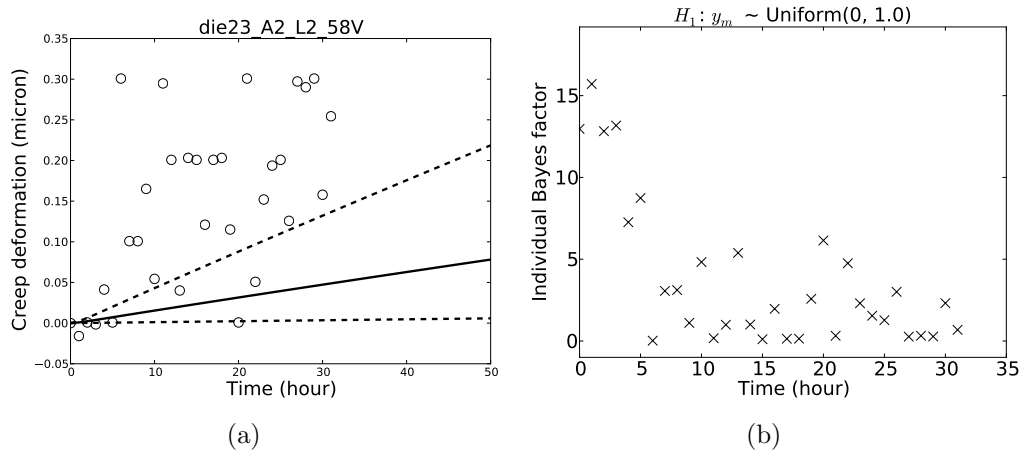 die23_A2_L2_58V
0.35
0.30
0.25
0.20
0.15
0.10
0.05
0.00
−0.05
Creep deformation (micron)
0 10 20 30 40 50
Time (hour)
(a)
H₁: yₘ ~ Uniform(0, 1.0)
15
10
5
0
Individual Bayes factor
0 5 10 15 20 25 30 35
Time (hour)
(b)